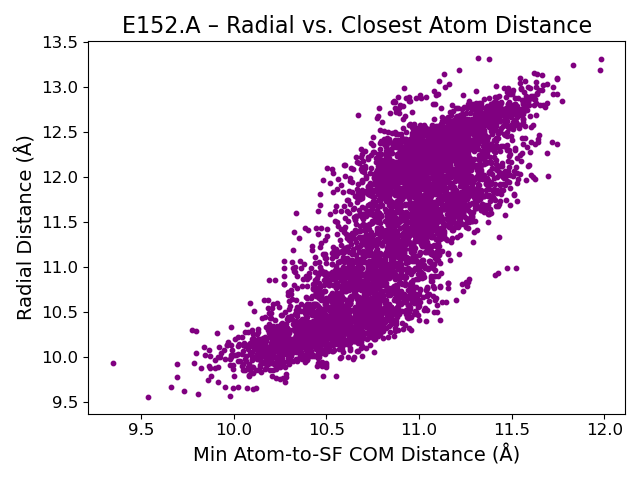 E152.A – Radial vs. Closest Atom Distance
13.5
13.0
12.5
12.0
11.5
11.0
10.5
10.0
9.5
Radial Distance (Å)
9.5 10.0 10.5 11.0 11.5 12.0
Min Atom-to-SF COM Distance (Å)